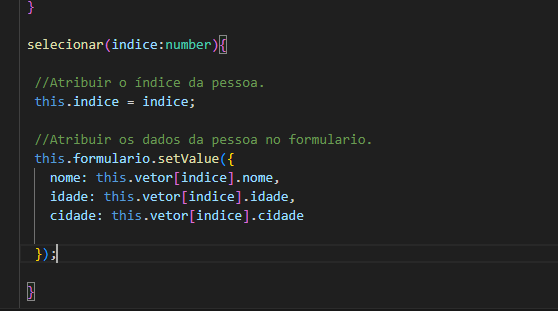 }
selecionar(indice:number){
//Atribuir o índice da pessoa.
this.indice = indice;
//Atribuir os dados da pessoa no formulario.
this.formulario.setValue({
nome: this.vetor[indice].nome,
idade: this.vetor[indice].idade,
cidade: this.vetor[indice].cidade
});
}